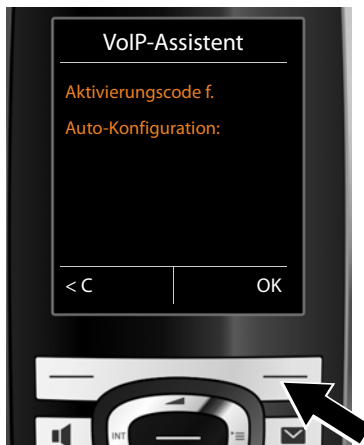 VoIP-Assistent
Aktivierungscode f.
Auto-Konfiguration:
< C OK
INT